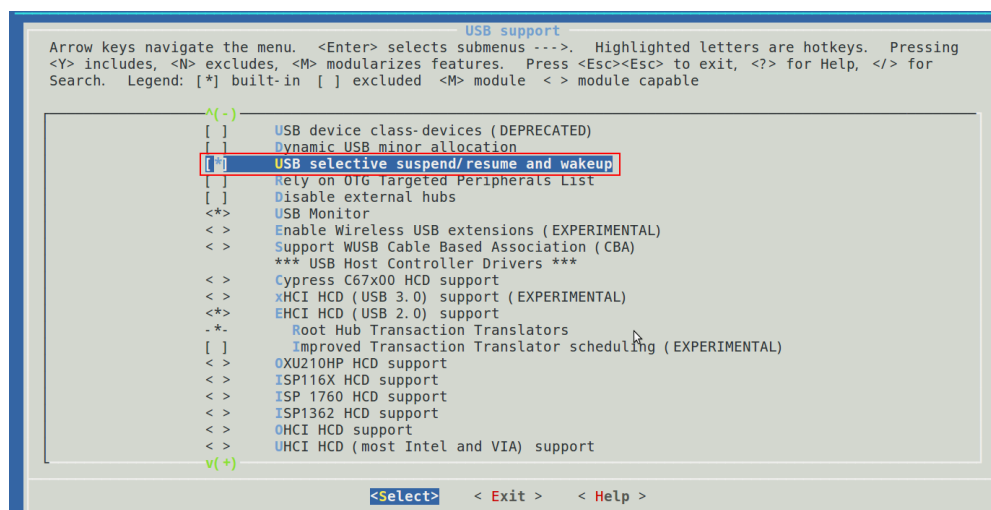 USB support
Arrow keys navigate the menu. <Enter> selects submenus --->. Highlighted letters are hotkeys. Pressing
<Y> includes, <N> excludes, <M> modularizes features. Press <Esc><Esc> to exit, <?> for Help, </> for
Search. Legend: [*] built-in [ ] excluded <M> module < > module capable
^(-)
[ ] USB device class-devices (DEPRECATED)
[ ] Dynamic USB minor allocation
[*] USB selective suspend/resume and wakeup
[ ] Rely on OTG Targeted Peripherals List
[ ] Disable external hubs
<*> USB Monitor
< > Enable Wireless USB extensions (EXPERIMENTAL)
< > Support WUSB Cable Based Association (CBA)
*** USB Host Controller Drivers ***
< > Cypress C67x00 HCD support
< > xHCI HCD (USB 3.0) support (EXPERIMENTAL)
<*> EHCI HCD (USB 2.0) support
-*- Root Hub Transaction Translators
[ ] Improved Transaction Translator scheduling (EXPERIMENTAL)
< > OXU210HP HCD support
< > ISP116X HCD support
< > ISP 1760 HCD support
< > ISP1362 HCD support
< > OHCI HCD support
< > UHCI HCD (most Intel and VIA) support
v(+)
<Select> < Exit > < Help >